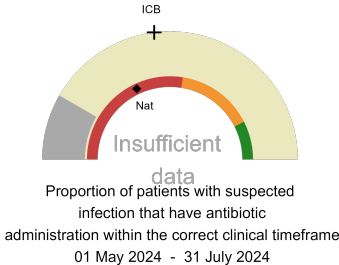 ICB
Nat
Insufficient
data
Proportion of patients with suspected
infection that have antibiotic
administration within the correct clinical timeframe
01 May 2024 - 31 July 2024